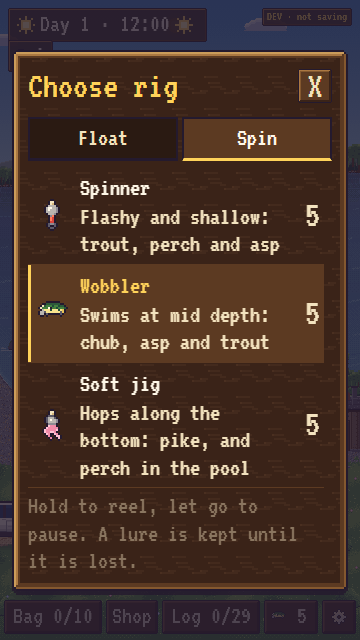 Day 1 · 12:00
DEV · not saving
Choose rig
X
Float
Spin
Spinner
Flashy and shallow:
trout, perch and asp
5
Wobbler
Swims at mid depth:
chub, asp and trout
5
Soft jig
Hops along the
bottom: pike, and
perch in the pool
5
Hold to reel, let go to
pause. A lure is kept until
it is lost.
Bag 0/10
Shop
Log 0/29
5